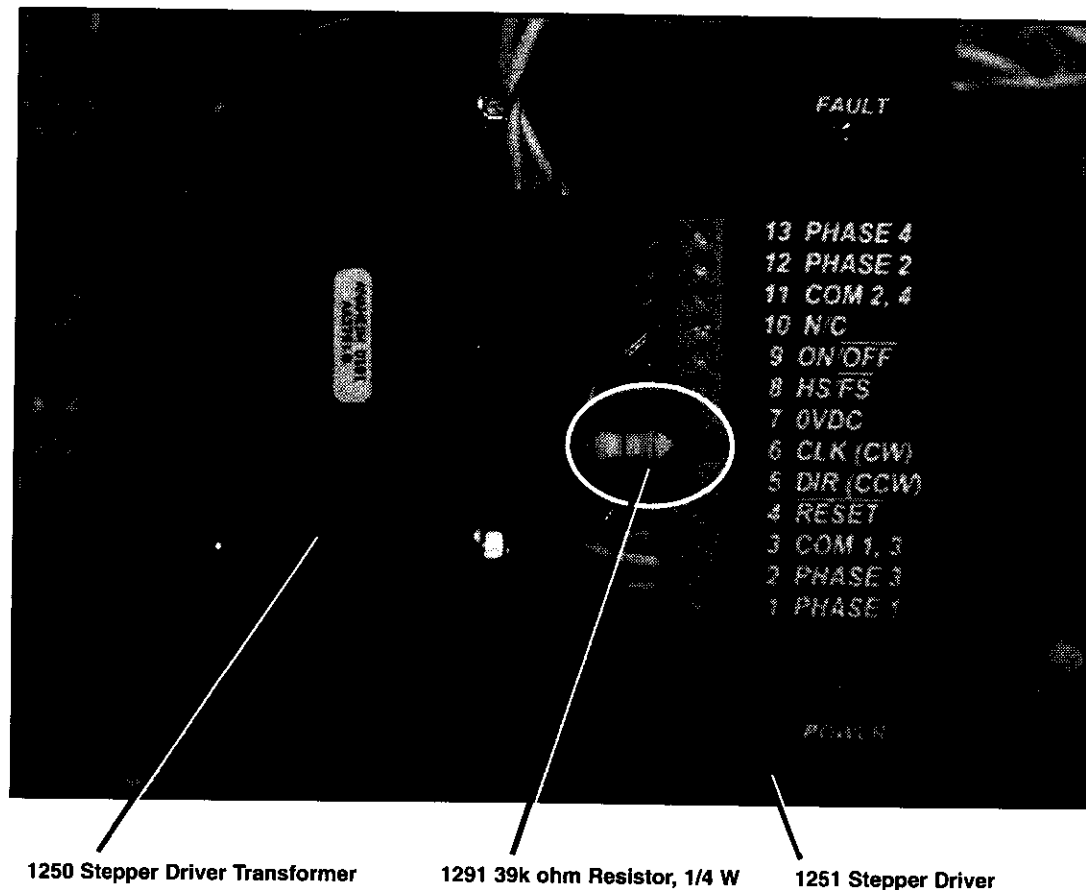 FAULT
13 PHASE 4
12 PHASE 2
11 COM 2, 4
10 N/C
9 ON/OFF
8 HS/FS
7 0VDC
6 CLK (CW)
5 DIR (CCW)
4 RESET
3 COM 1, 3
2 PHASE 3
1 PHASE 1
POWER
1250 Stepper Driver Transformer
1291 39k ohm Resistor, 1/4 W
1251 Stepper Driver